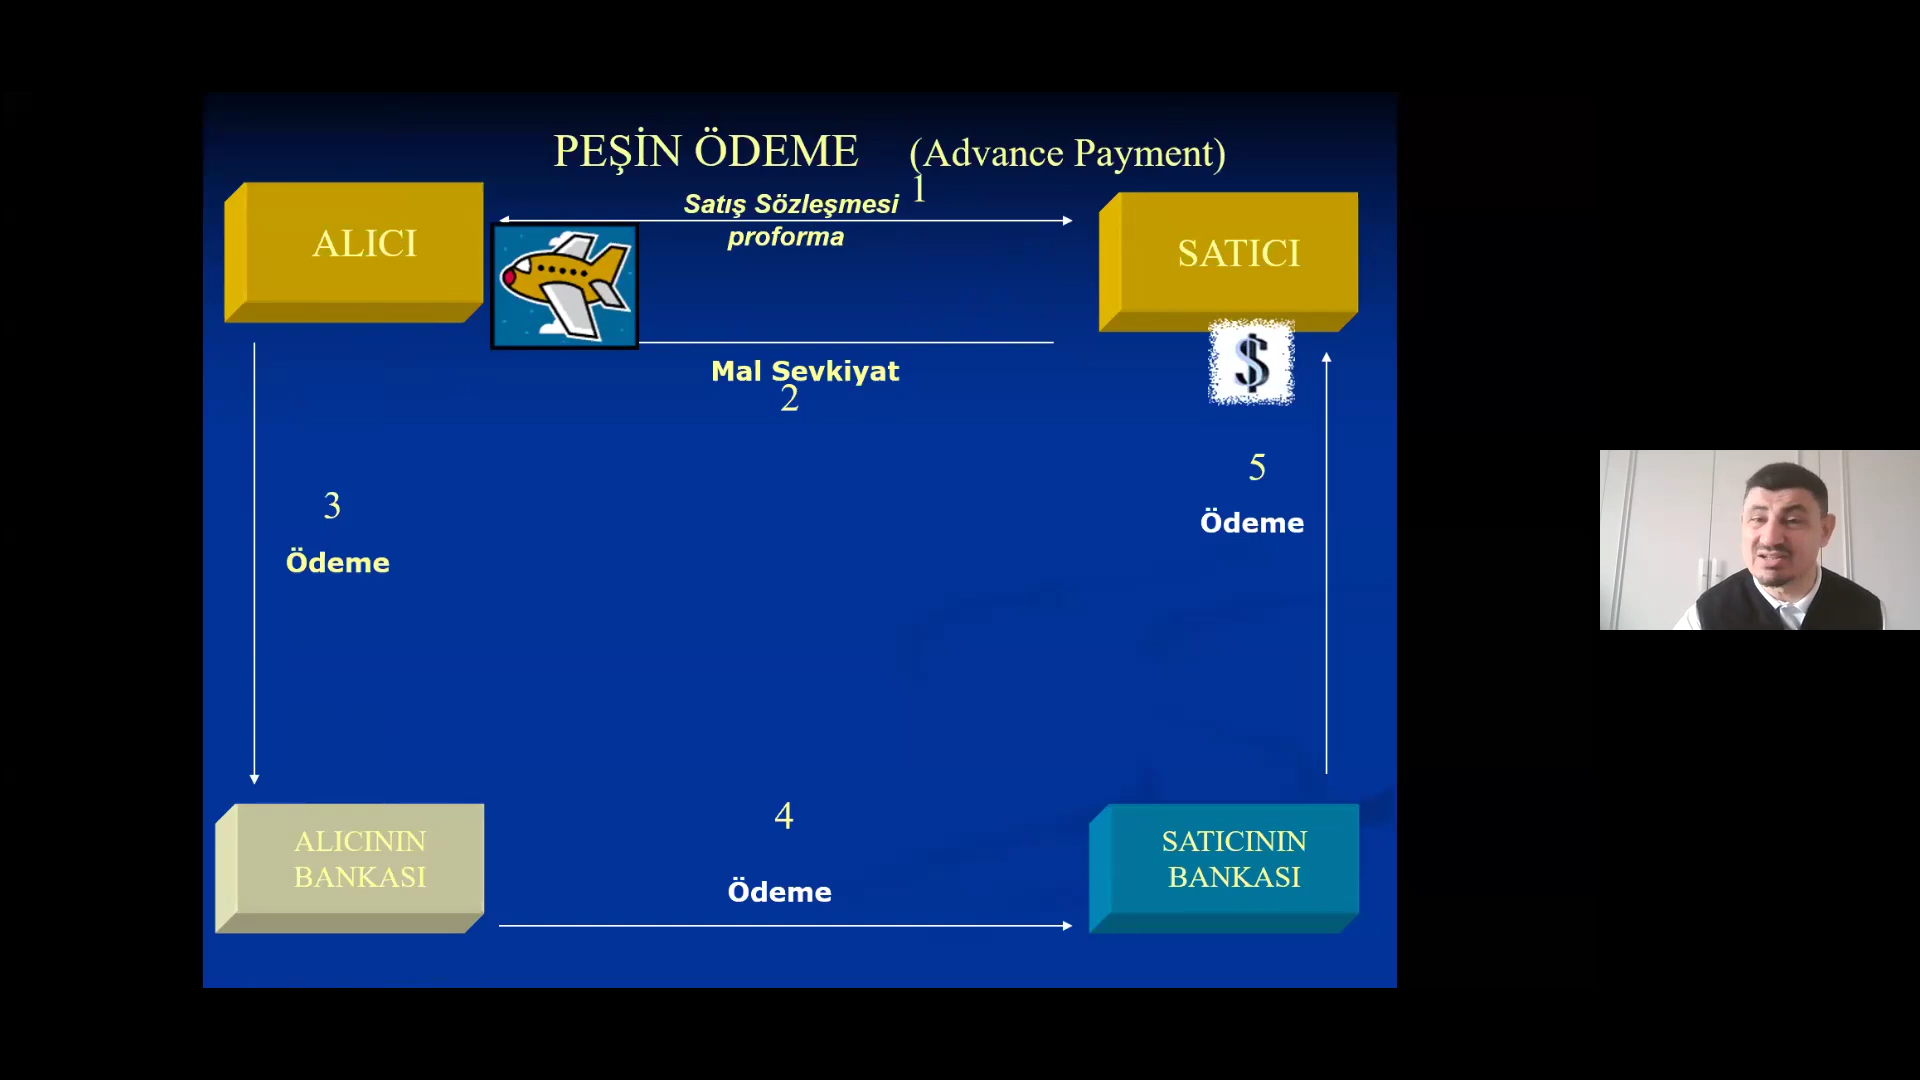 PEŞİN ÖDEME (Advance Payment)
1
Satış Sözleşmesi
proforma
ALICI
SATICI
Mal Sevkiyat
2
$
3
Ödeme
5
Ödeme
4
Ödeme
ALICININ
BANKASI
SATICININ
BANKASI